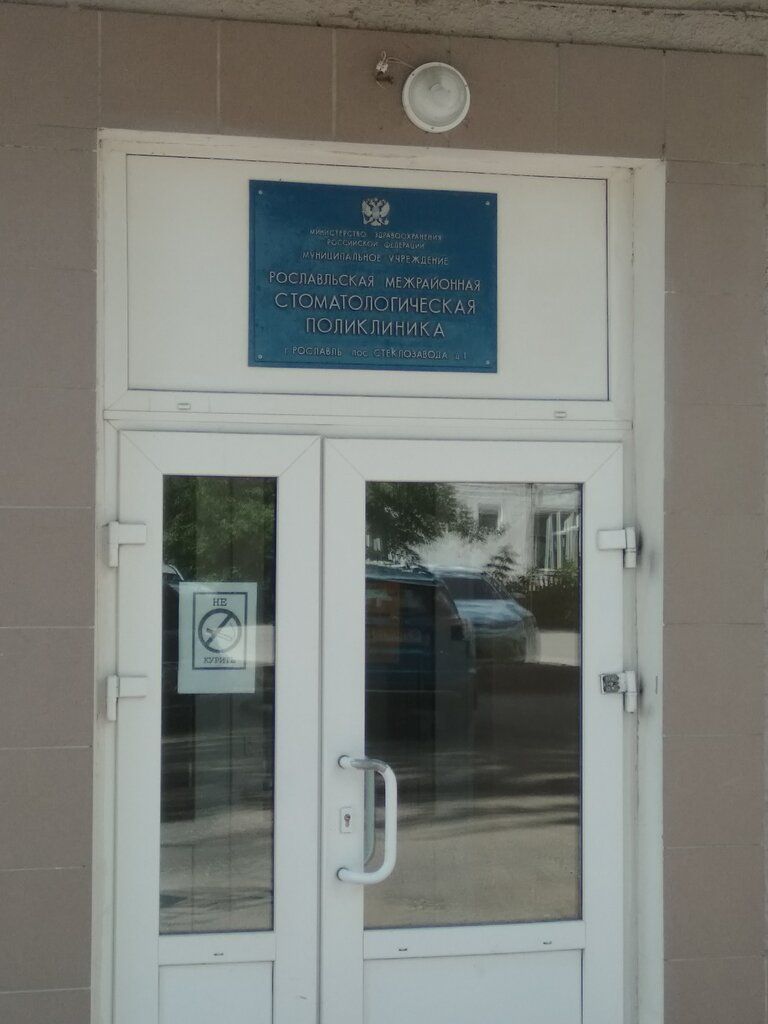 МИНИСТЕРСТВО ЗДРАВООХРАНЕНИЯ
РОССИЙСКОЙ ФЕДЕРАЦИИ
МУНИЦИПАЛЬНОЕ УЧРЕЖДЕНИЕ
РОСЛАВЛЬСКАЯ МЕЖРАЙОННАЯ
СТОМАТОЛОГИЧЕСКАЯ
ПОЛИКЛИНИКА
г. РОСЛАВЛЬ пос. СТЕКЛОЗАВОДА д.1
НЕ
КУРИТЬ